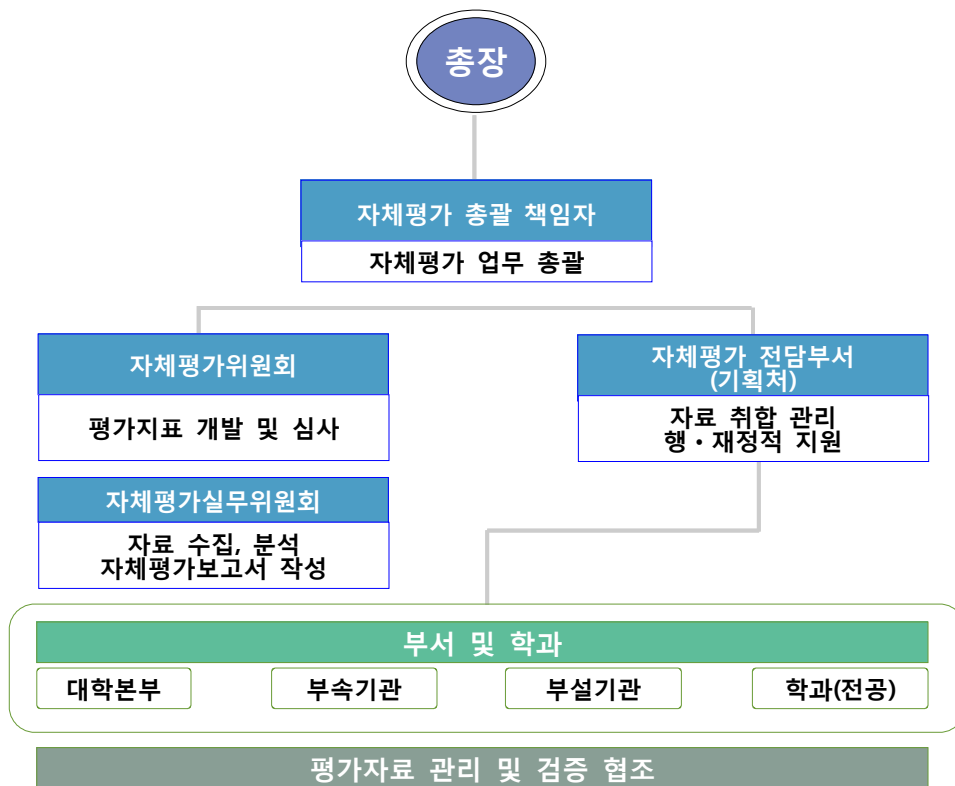 총장
자체평가 총괄 책임자
자체평가 업무 총괄
자체평가위원회
평가지표 개발 및 심사
자체평가실무위원회
자료 수집, 분석
자체평가보고서 작성
자체평가 전담부서
(기획처)
자료 취합 관리
행·재정적 지원
부서 및 학과
대학본부
부속기관
부설기관
학과(전공)
평가자료 관리 및 검증 협조